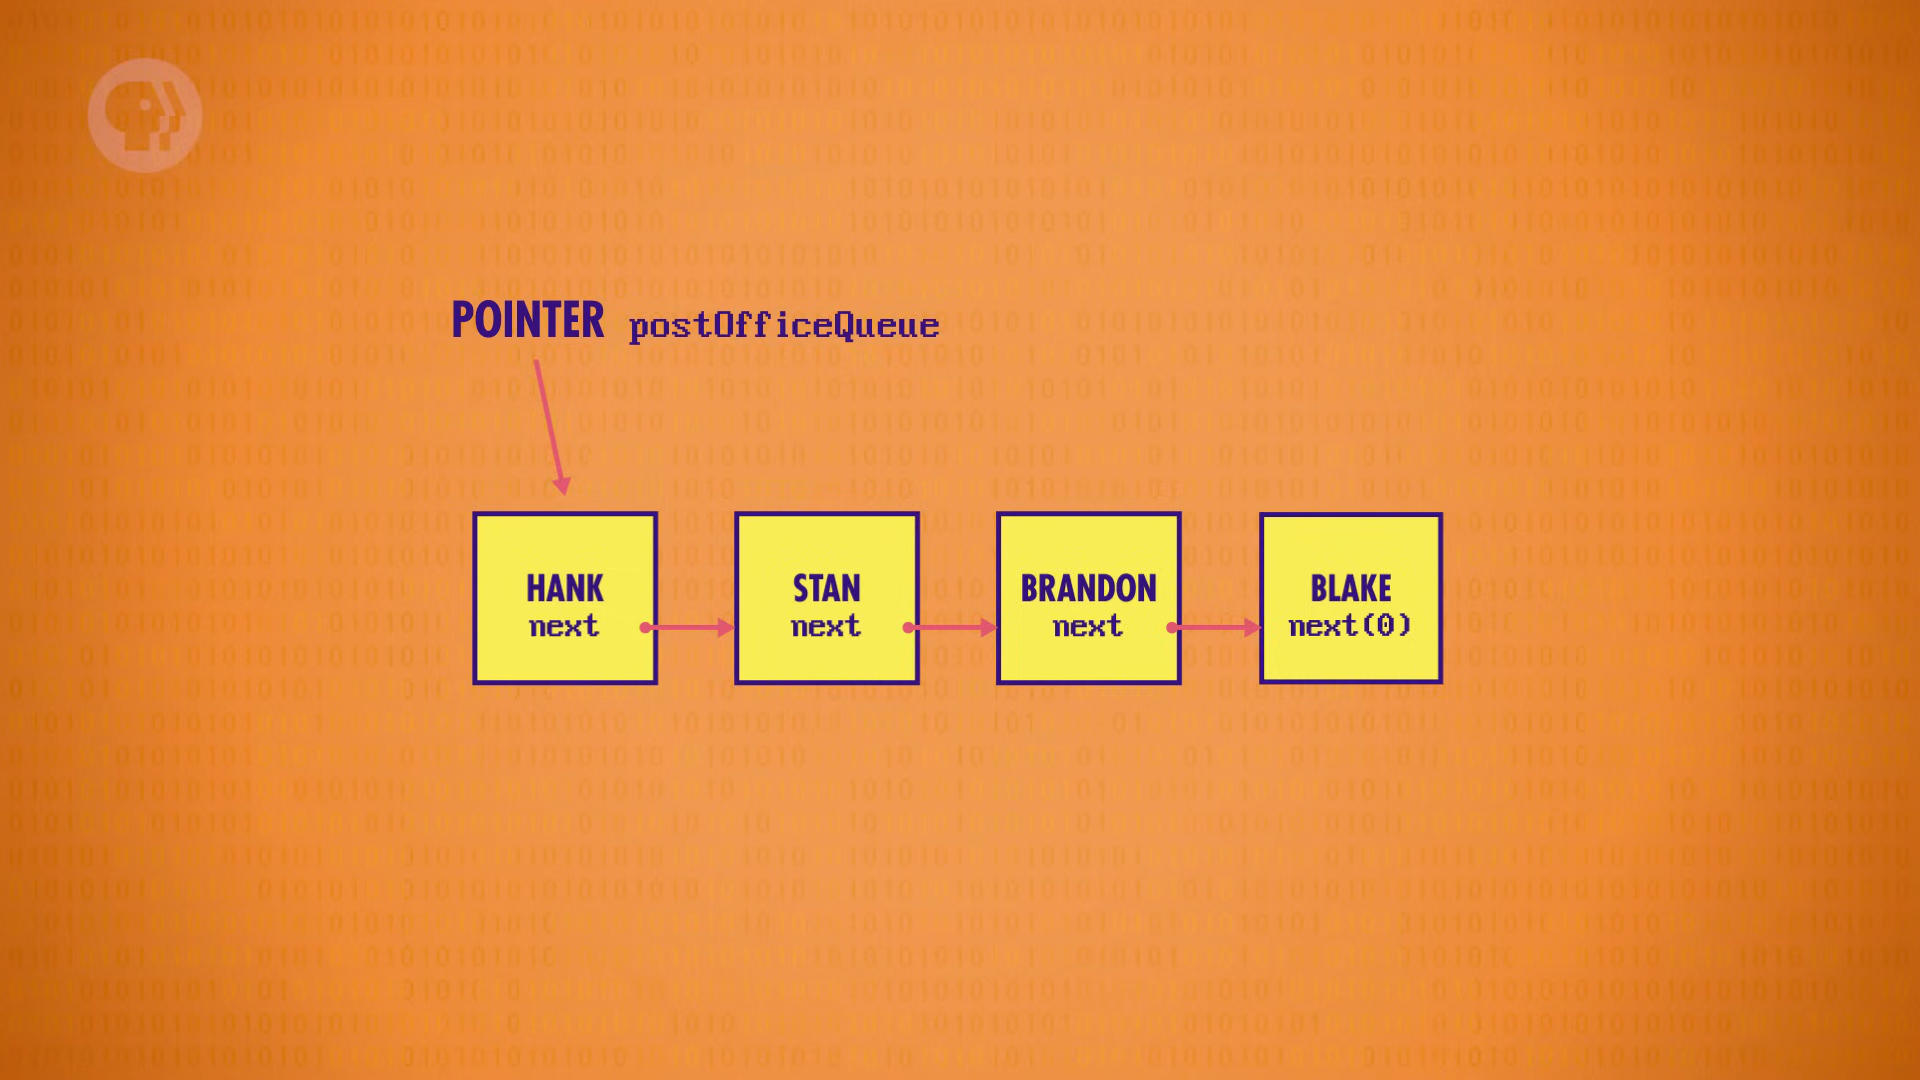 POINTER postOfficeQueue
HANK
next
STAN
next
BRANDON
next
BLAKE
next(0)